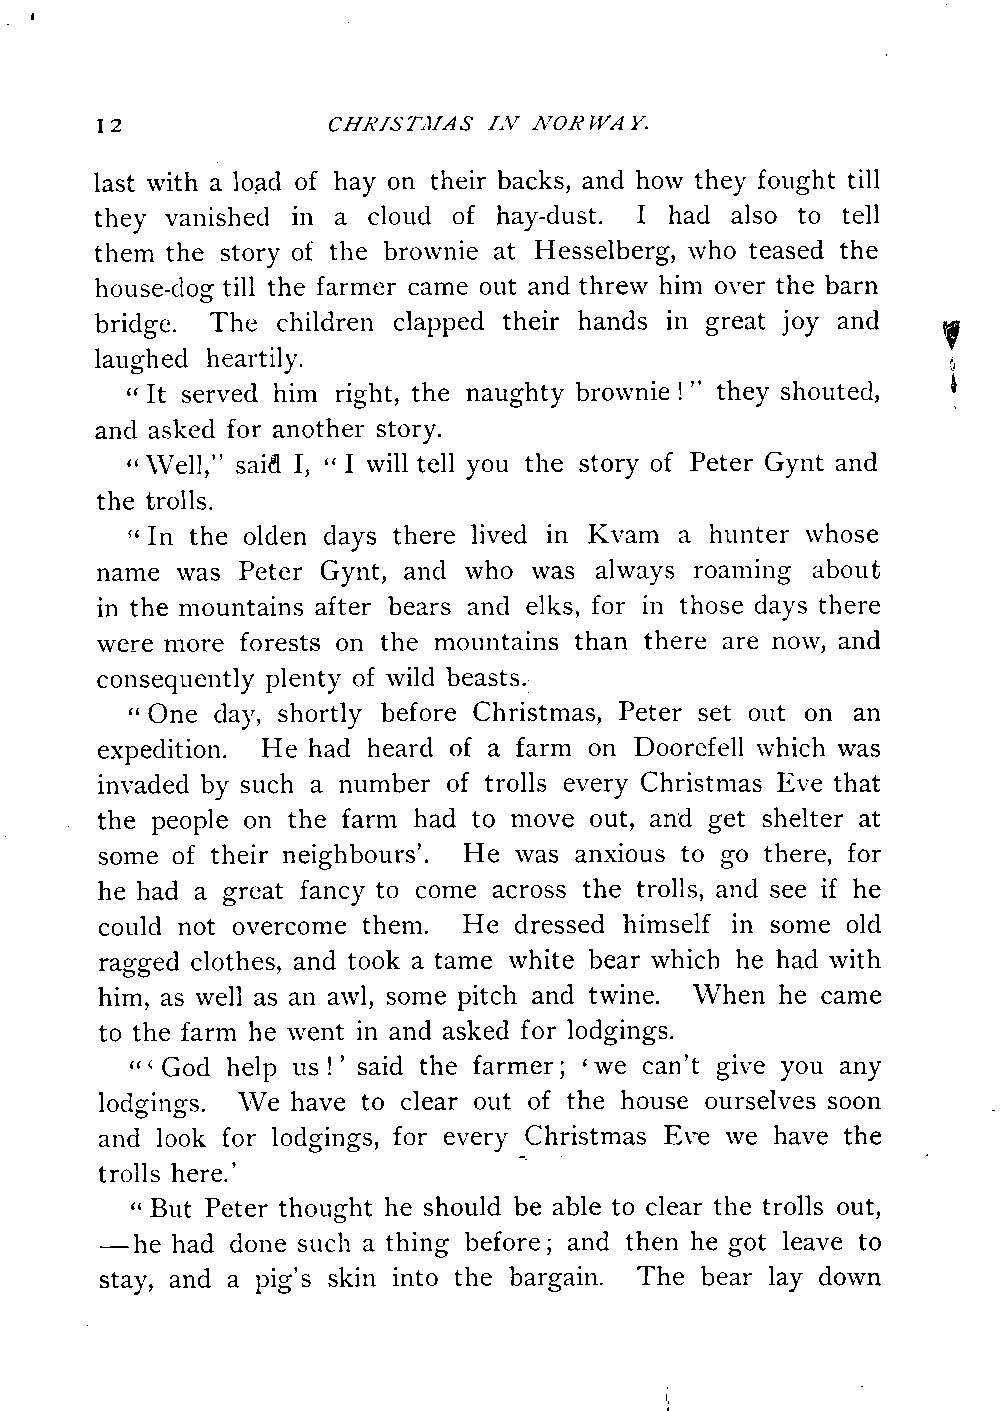 12 CHRISTMAS IN NORWAY.
last with a load of hay on their backs, and how they fought till
they vanished in a cloud of hay-dust. I had also to tell
them the story of the brownie at Hesselberg, who teased the
house-dog till the farmer came out and threw him over the barn
bridge. The children clapped their hands in great joy and
laughed heartily.
“It served him right, the naughty brownie!” they shouted,
and asked for another story.
“Well,” said I, “I will tell you the story of Peter Gynt and
the trolls.
“In the olden days there lived in Kvam a hunter whose
name was Peter Gynt, and who was always roaming about
in the mountains after bears and elks, for in those days there
were more forests on the mountains than there are now, and
consequently plenty of wild beasts.
“One day, shortly before Christmas, Peter set out on an
expedition. He had heard of a farm on Doorefell which was
invaded by such a number of trolls every Christmas Eve that
the people on the farm had to move out, and get shelter at
some of their neighbours’. He was anxious to go there, for
he had a great fancy to come across the trolls, and see if he
could not overcome them. He dressed himself in some old
ragged clothes, and took a tame white bear which he had with
him, as well as an awl, some pitch and twine. When he came
to the farm he went in and asked for lodgings.
“‘God help us!’ said the farmer; ‘we can’t give you any
lodgings. We have to clear out of the house ourselves soon
and look for lodgings, for every Christmas Eve we have the
trolls here.’
“But Peter thought he should be able to clear the trolls out,
—he had done such a thing before; and then he got leave to
stay, and a pig’s skin into the bargain. The bear lay down